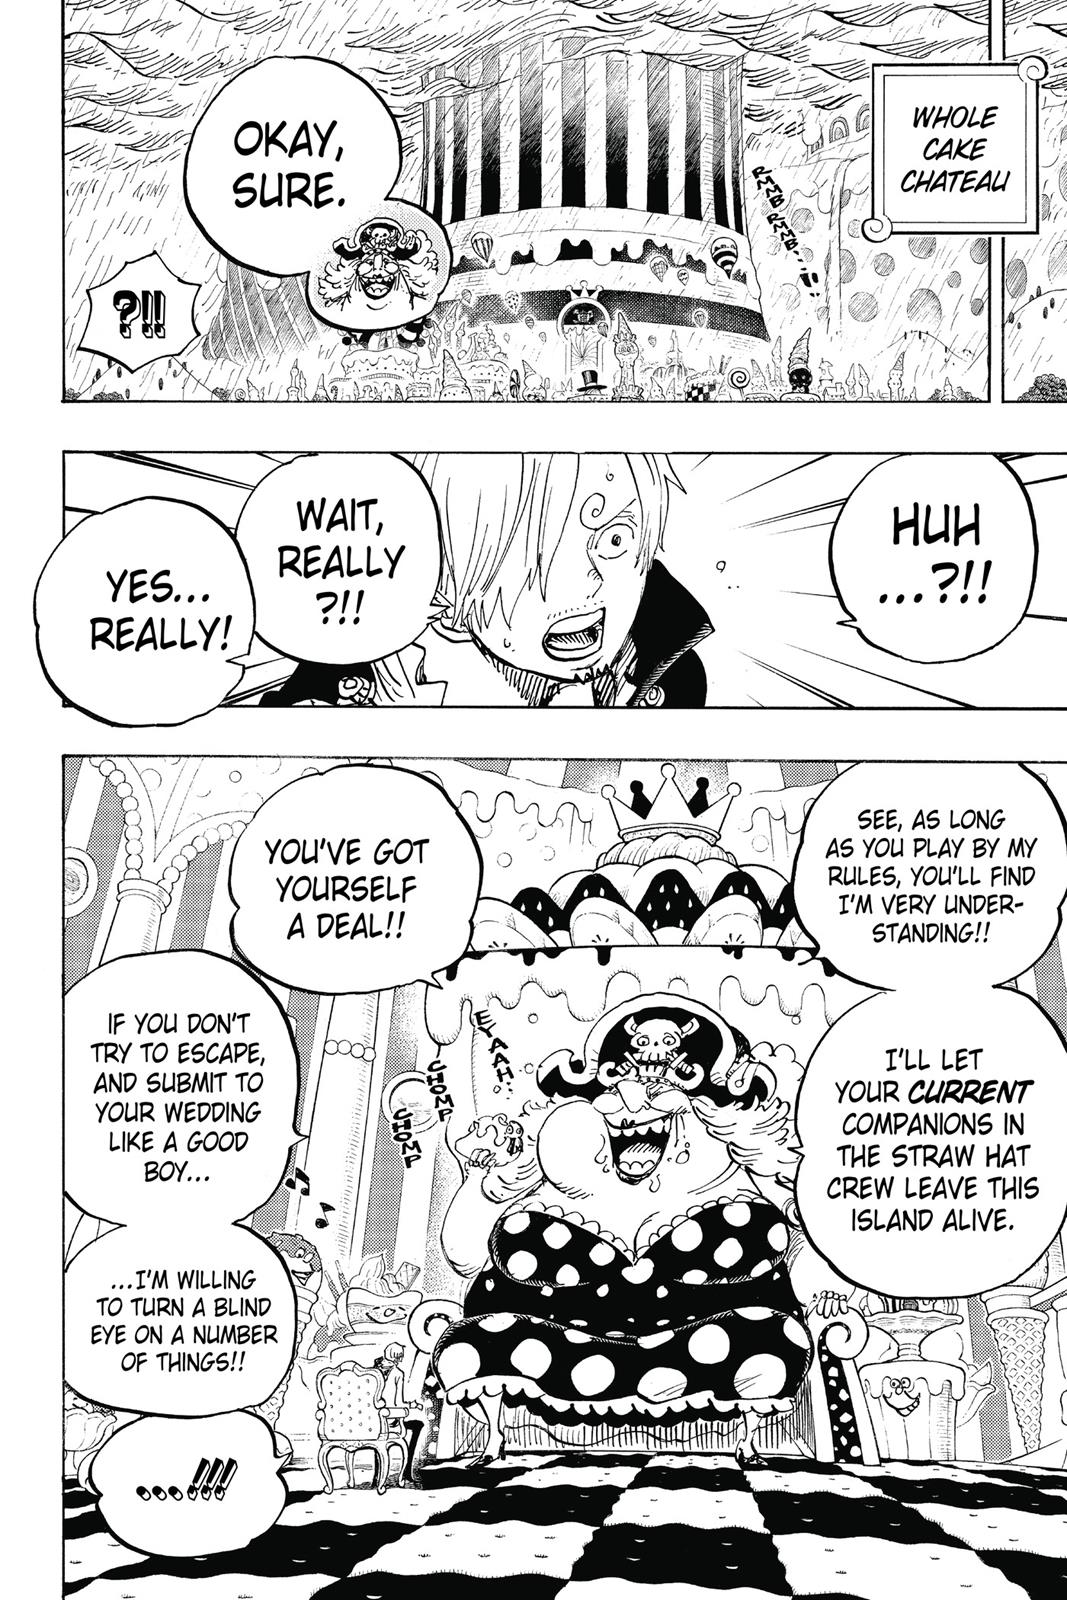 WHOLE
CAKE
CHATEAU
RMMB RMMB...!!
OKAY,
SURE.
?!!
HUH
...?!!
WAIT,
REALLY
?!!
YES...
REALLY!
SEE, AS LONG
AS YOU PLAY BY MY
RULES, YOU'LL FIND
I'M VERY UNDER-
STANDING!!
I'LL LET
YOUR CURRENT
COMPANIONS IN
THE STRAW HAT
CREW LEAVE THIS
ISLAND ALIVE.
YOU'VE GOT
YOURSELF
A DEAL!!
EYAAH!
CHOMP
CHOMP
IF YOU DON'T
TRY TO ESCAPE,
AND SUBMIT TO
YOUR WEDDING
LIKE A GOOD
BOY...
...I'M WILLING
TO TURN A BLIND
EYE ON A NUMBER
OF THINGS!!
...!!!